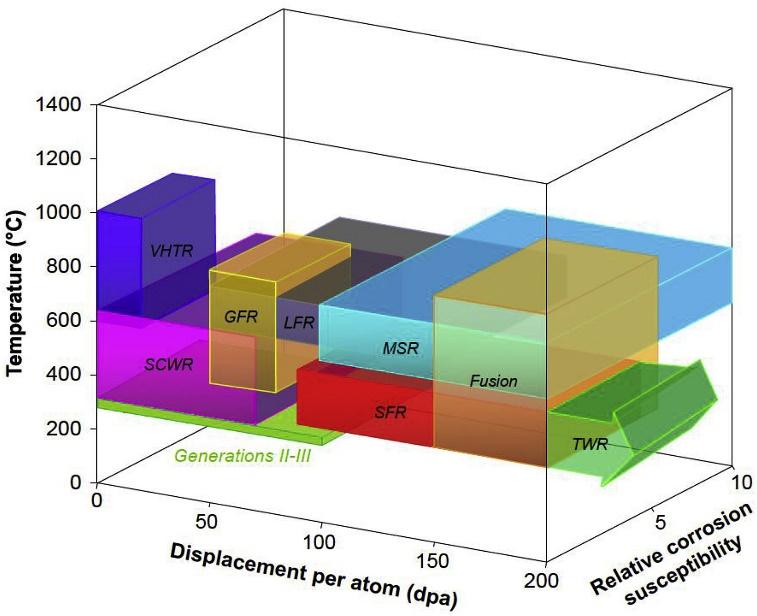 1400
1200
1000
800
600
400
200
0
Temperature (°C)
VHTR
GFR
LFR
MSR
SCWR
Fusion
SFR
TWR
Generations II-III
0
50
100
150
200
Displacement per atom (dpa)
5
10
Relative corrosion
susceptibility